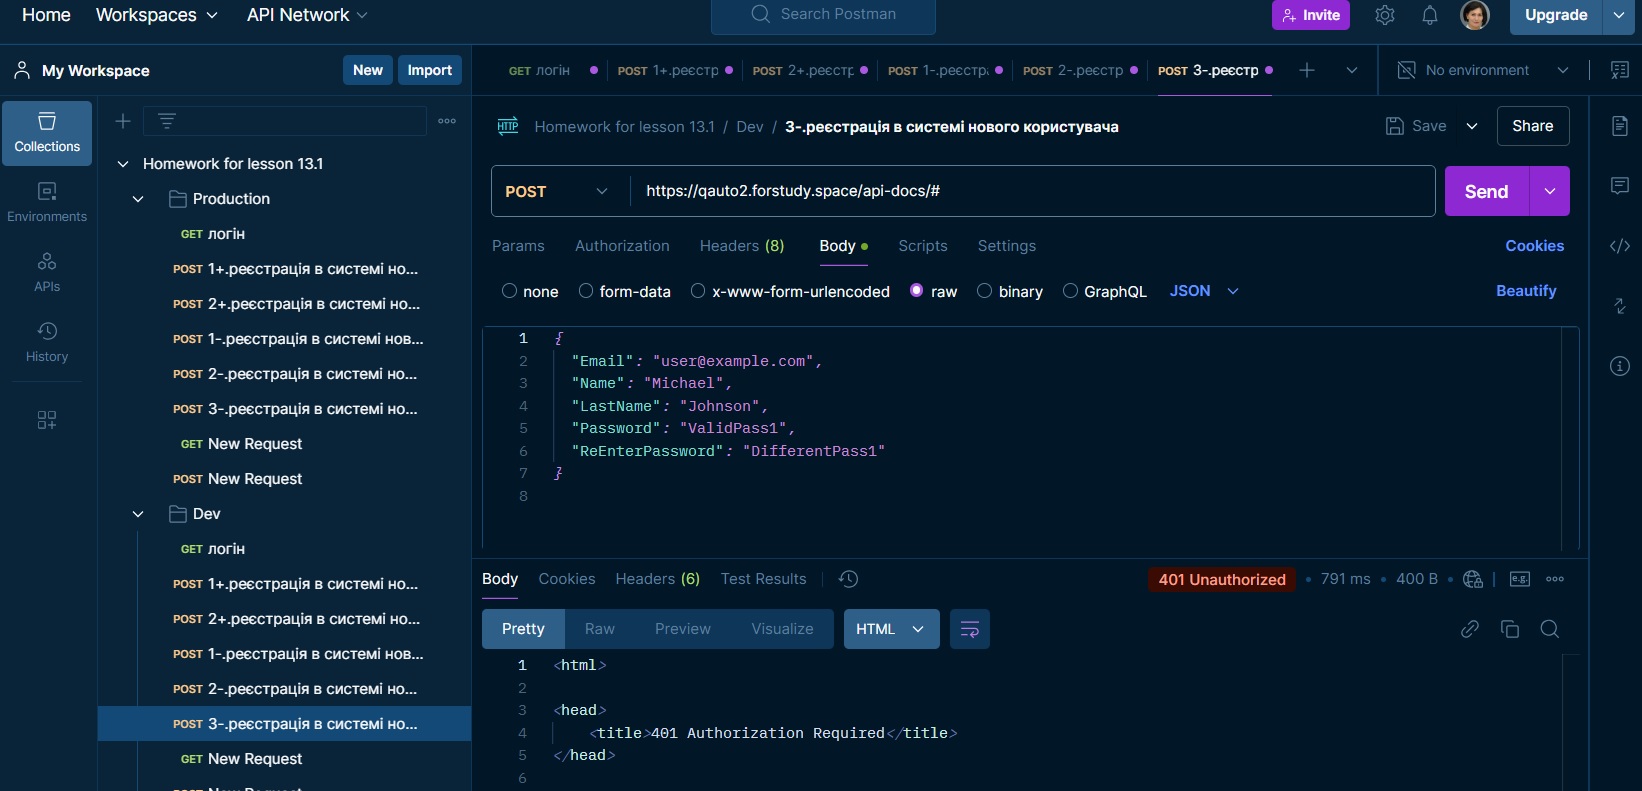 Home Workspaces API Network Search Postman Invite Upgrade
My Workspace New Import GET логін POST 1+.реєстр POST 2+.реєстр POST 1-.реєстра POST 2-.реєстр POST 3-.реєстр No environment
Collections
Environments
APIs
History
Homework for lesson 13.1
Production
GET логін
POST 1+.реєстрація в системі но...
POST 2+.реєстрація в системі но...
POST 1-.реєстрація в системі нов...
POST 2-.реєстрація в системі но...
POST 3-.реєстрація в системі но...
GET New Request
POST New Request
Dev
GET логін
POST 1+.реєстрація в системі но...
POST 2+.реєстрація в системі но...
POST 1-.реєстрація в системі нов...
POST 2-.реєстрація в системі но...
POST 3-.реєстрація в системі но...
GET New Request
HTTP Homework for lesson 13.1 / Dev / 3-.реєстрація в системі нового користувача Save Share
POST https://qauto2.forstudy.space/api-docs/# Send
Params Authorization Headers (8) Body Scripts Settings Cookies
none form-data x-www-form-urlencoded raw binary GraphQL JSON Beautify
1 {
2 "Email": "user@example.com",
3 "Name": "Michael",
4 "LastName": "Johnson",
5 "Password": "ValidPass1",
6 "ReEnterPassword": "DifferentPass1"
7 }
8
Body Cookies Headers (6) Test Results 401 Unauthorized 791 ms 400 B e.g.
Pretty Raw Preview Visualize HTML
1 <html>
2
3 <head>
4 <title>401 Authorization Required</title>
5 </head>
6